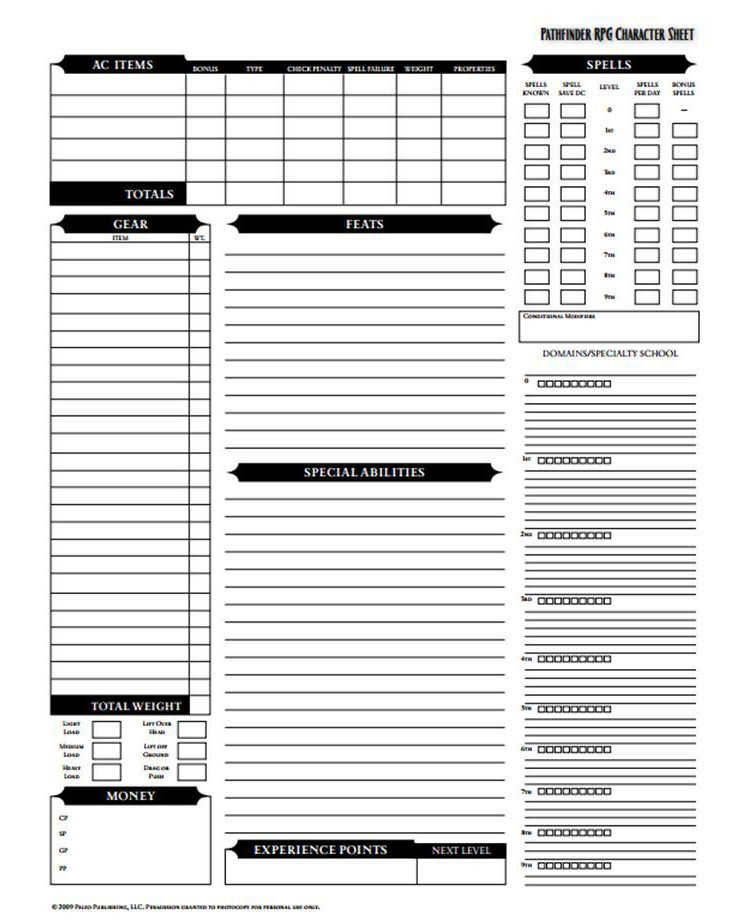 PATHFINDER RPG CHARACTER SHEET
AC ITEMS BONUS TYPE CHECK PENALTY SPELL FAILURE WEIGHT PROPERTIES
TOTALS
GEAR
ITEM WT.
TOTAL WEIGHT
LIGHT LOAD
LIFT OVER HEAD
MEDIUM LOAD
LIFT OFF GROUND
HEAVY LOAD
DRAG OR PUSH
MONEY
CP
SP
GP
PP
FEATS
SPECIAL ABILITIES
EXPERIENCE POINTS NEXT LEVEL
SPELLS
SPELLS KNOWN SPELL SAVE DC LEVEL SPELLS PER DAY BONUS SPELLS
0 –
1ST
2ND
3RD
4TH
5TH
6TH
7TH
8TH
9TH
CONDITIONAL MODIFIERS
DOMAINS/SPECIALTY SCHOOL
0
1ST
2ND
3RD
4TH
5TH
6TH
7TH
8TH
9TH
© 2009 PAIZO PUBLISHING, LLC. PERMISSION GRANTED TO PHOTOCOPY FOR PERSONAL USE ONLY.